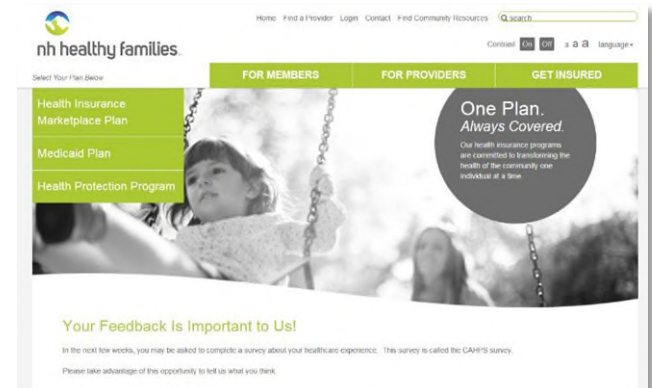 Home Find a Provider Login Contact Find Community Resources search
nh healthy families
Contrast On Off a a a language
Select Your Plan Below
FOR MEMBERS FOR PROVIDERS GET INSURED
Health Insurance
Marketplace Plan
Medicaid Plan
Health Protection Program
One Plan.
Always Covered.
Our health insurance programs
are committed to transforming the
health of the community one
individual at a time.
Your Feedback Is Important to Us!
In the next few weeks, you may be asked to complete a survey about your healthcare experience. This survey is called the CAHPS survey.
Please take advantage of this opportunity to tell us what you think.